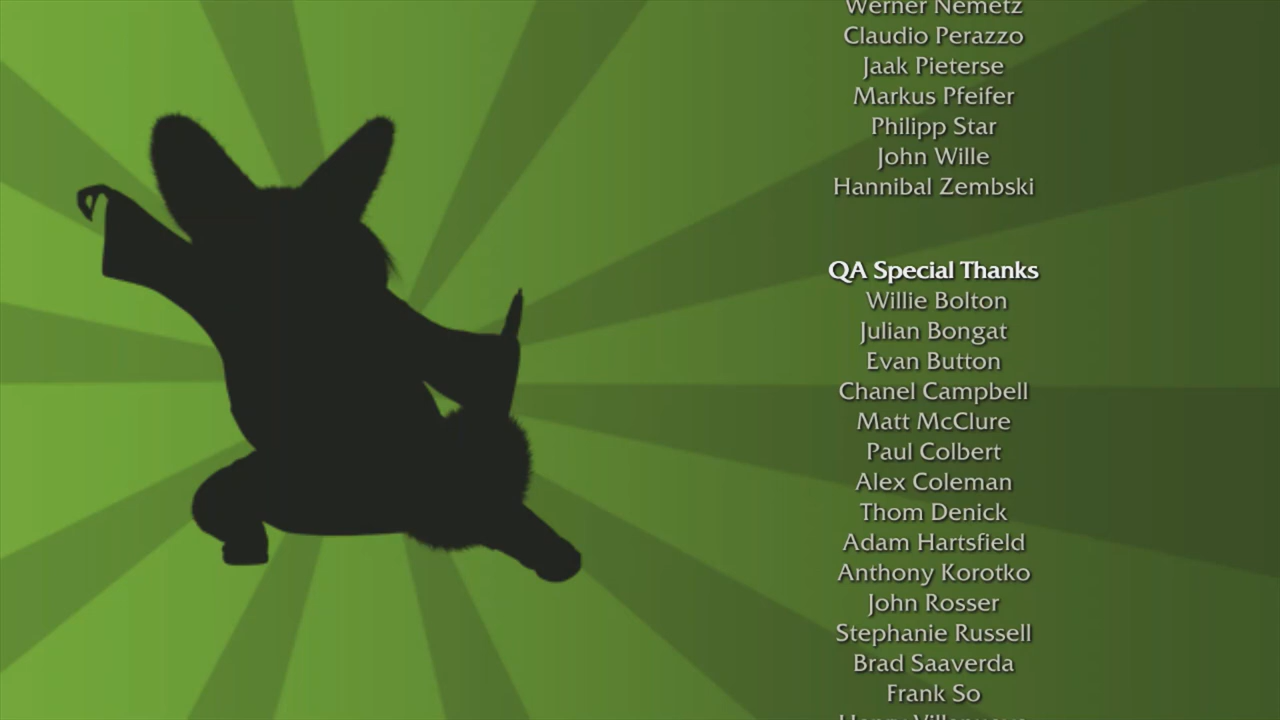 Werner Nemetz
Claudio Perazzo
Jaak Pieterse
Markus Pfeifer
Philipp Star
John Wille
Hannibal Zembski
QA Special Thanks
Willie Bolton
Julian Bongat
Evan Button
Chanel Campbell
Matt McClure
Paul Colbert
Alex Coleman
Thom Denick
Adam Hartsfield
Anthony Korotko
John Rosser
Stephanie Russell
Brad Saaverda
Frank So